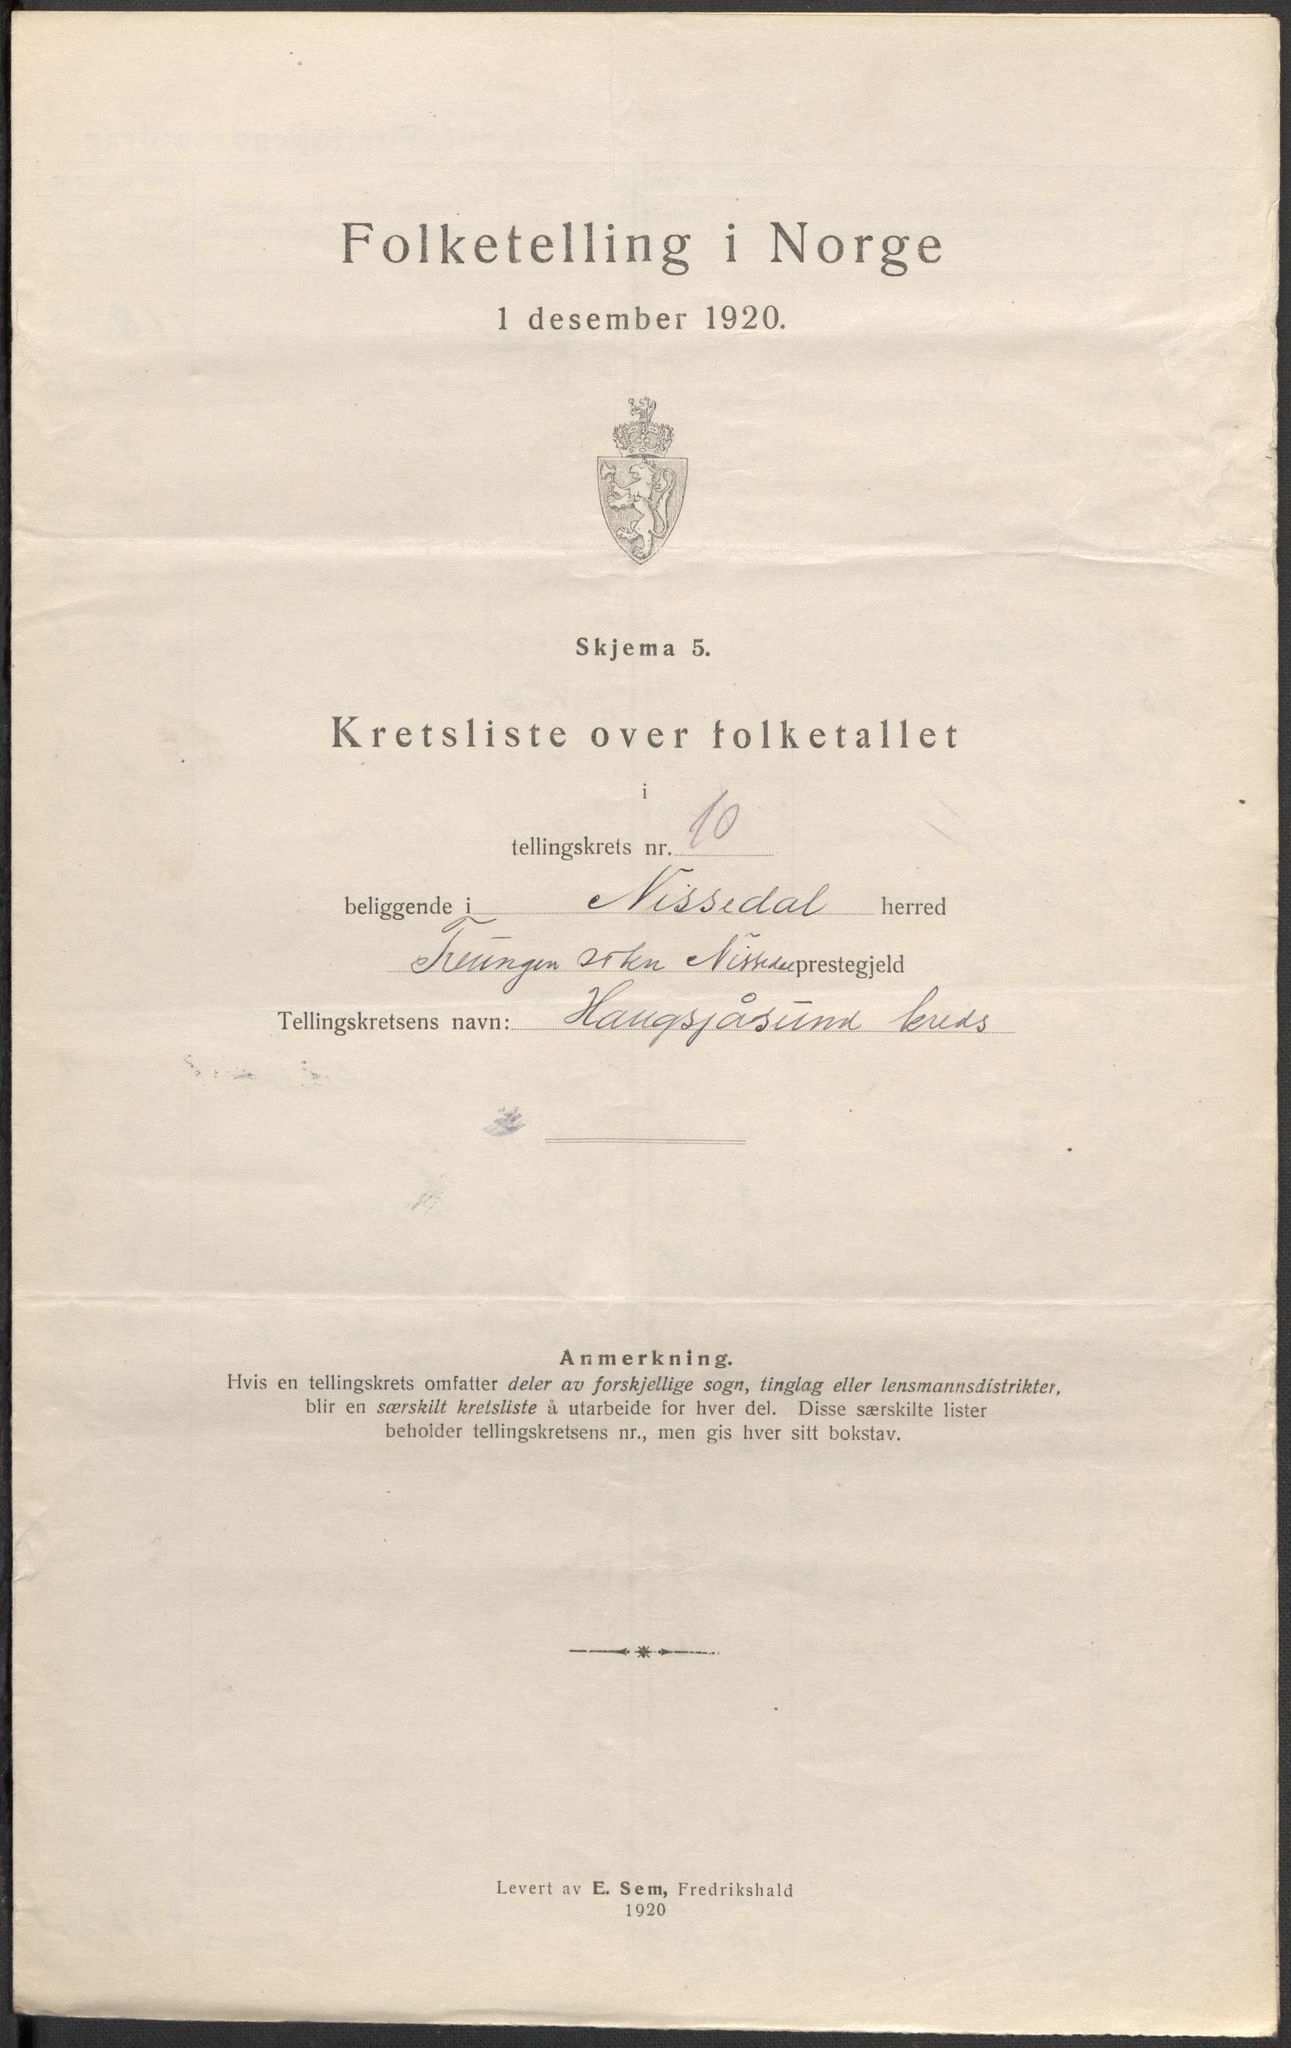 Folketelling i Norge
1 desember 1920.
Skjema 5.
Kretsliste over folketallet
i
tellingskrets nr. 10
beliggende i Nissedal herred
Treungen sokn Nissedal prestegjeld
Tellingskretsens navn: Haugsjåsund kreds
Anmerkning.
Hvis en tellingskrets omfatter deler av forskjellige sogn, tinglag eller lensmannsdistrikter,
blir en særskilt kretsliste å utarbeide for hver del. Disse særskilte lister
beholder tellingskretsens nr., men gis hver sitt bokstav.
Levert av E. Sem, Fredrikshald
1920